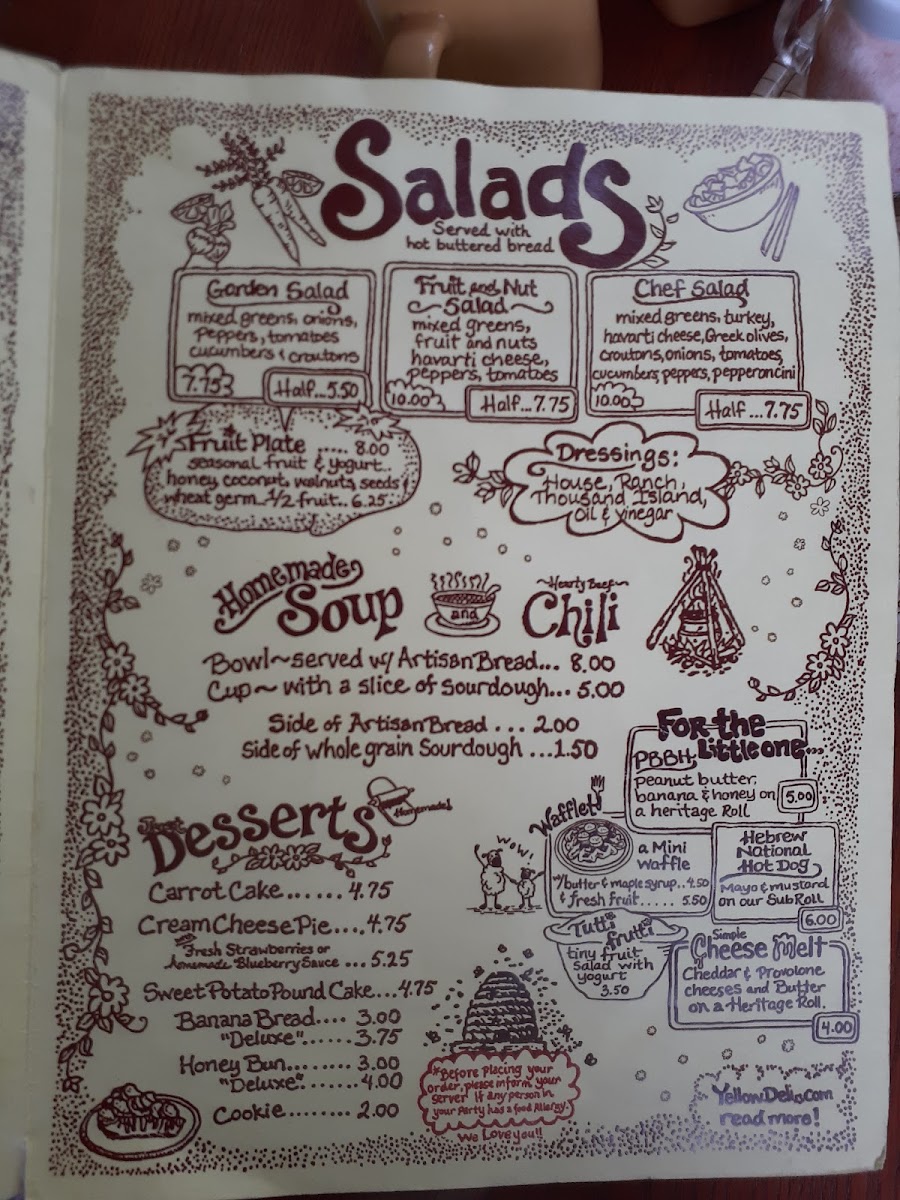 Salads
Served with
hot buttered bread
Garden Salad
mixed greens, onions,
peppers, tomatoes
cucumbers & croutons
7.75
Half...5.50
Fruit and Nut
Salad
mixed greens,
fruit and nuts
havarti cheese,
peppers, tomatoes
10.00
Half...7.75
Chef Salad
mixed greens, turkey,
havarti cheese, Greek olives,
croutons, onions, tomatoes,
cucumbers, peppers, pepperoncini
10.00
Half...7.75
Fruit Plate ..... 8.00
seasonal fruit & yogurt..
honey, coconut, walnuts, seeds
wheat germ.. 1/2 fruit.. 6.25
Dressings:
House, Ranch,
Thousand Island,
Oil & vinegar
Homemade
Soup
and
Hearty Beef
Chili
Bowl~served w/ Artisan Bread... 8.00
Cup~ with a slice of Sourdough... 5.00
Side of Artisan Bread . . . 2.00
Side of whole grain Sourdough ...1.50
For the
Little one...
PBBH
peanut butter,
banana & honey on
a heritage Roll
5.00
Wafflet
a Mini
Waffle
w/butter & maple syrup..4.50
& fresh fruit..... 5.50
Wow!
Hebrew
National
Hot Dog
Mayo & mustard
on our Sub Roll
6.00
Tutti
frutti
tiny fruit
Salad with
yogurt
3.50
Simple
Cheese Melt
Cheddar & Provolone
cheeses and Butter
on a Heritage Roll.
4.00
Desserts
Homemade!
Carrot Cake...... 4.75
Cream Cheese Pie....4.75
with Fresh Strawberries or
Homemade Blueberry Sauce ... 5.25
Sweet Potato Pound Cake....4.75
Banana Bread.... 3.00
"Deluxe"...... 3.75
Honey Bun........ 3.00
"Deluxe"...... 4.00
Cookie........ 2.00
*Before placing your
order, please inform your
server if any person in
your Party has a food Allergy.*
We Love you!!
YellowDeli.com
read more!